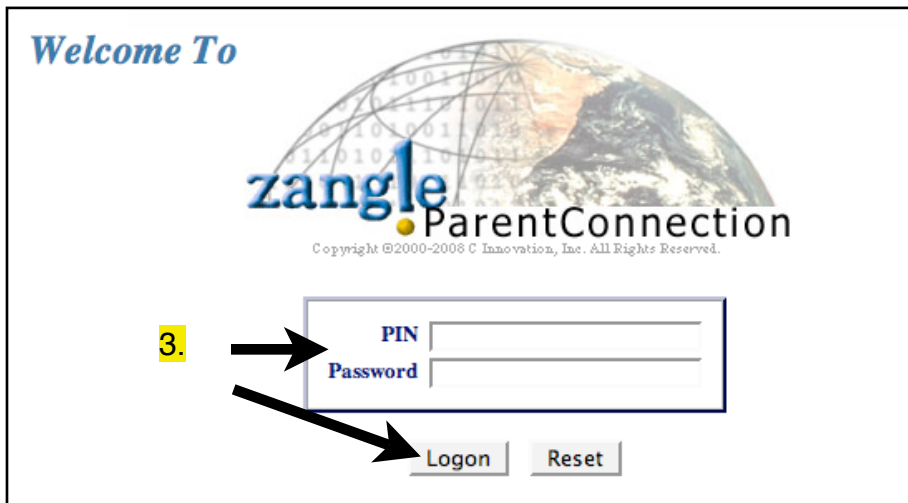 Welcome To
zangle
ParentConnection
Copyright ©2000-2008 C Innovation, Inc. All Rights Reserved.
3.
PIN
Password
Logon Reset